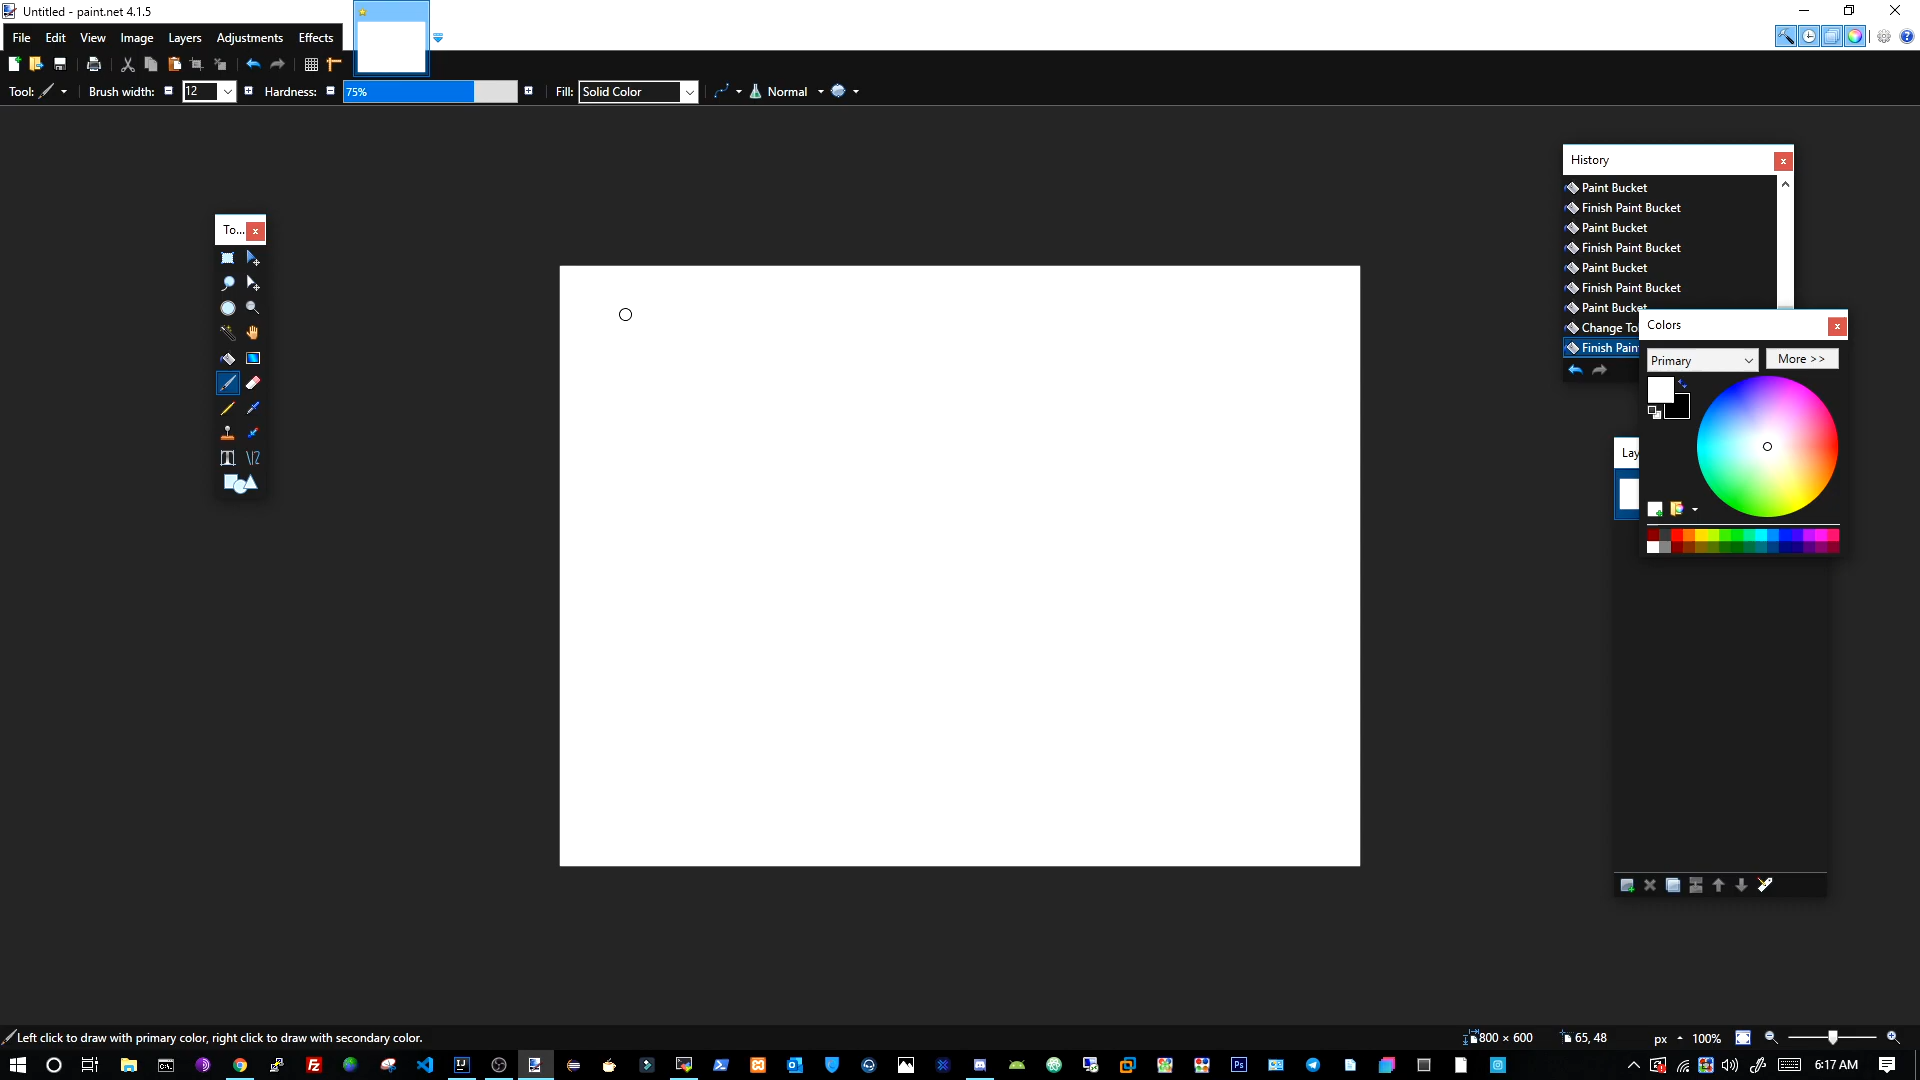 Untitled - paint.net 4.1.5
File Edit View Image Layers Adjustments Effects
Tool: Brush width: 12 Hardness: 75% Fill: Solid Color Normal
To...
History
Paint Bucket
Finish Paint Bucket
Paint Bucket
Finish Paint Bucket
Paint Bucket
Finish Paint Bucket
Paint Bucket
Change To
Finish Pain
Colors
Primary More >>
Lay
Left click to draw with primary color, right click to draw with secondary color.
800 × 600 65, 48 px 100%
6:17 AM